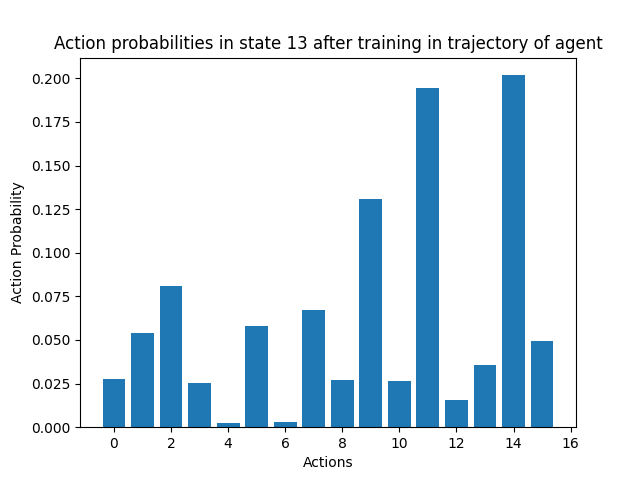 Action probabilities in state 13 after training in trajectory of agent
0.200
0.175
0.150
0.125
0.100
0.075
0.050
0.025
0.000
Action Probability
0 2 4 6 8 10 12 14 16
Actions